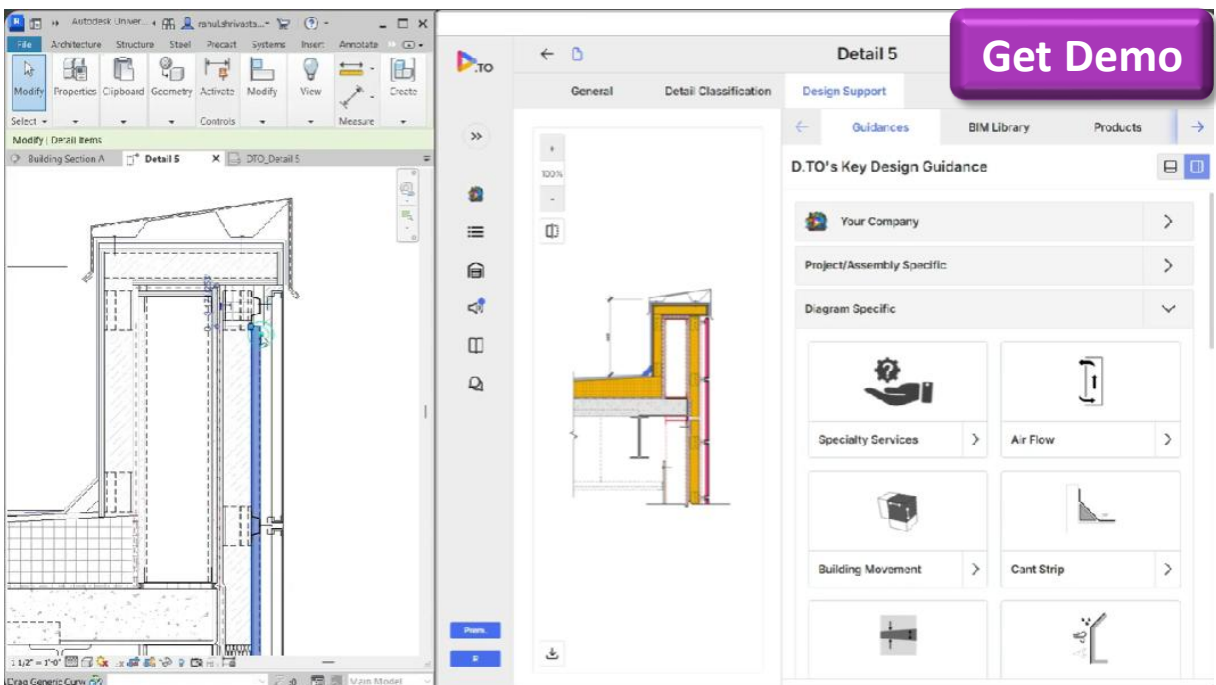 Get Demo
File Architecture Structure Steel Precast Systems Insert Annotate
Modify Properties Clipboard Geometry Activate Modify View Create
Select Controls Measure
Modify | Detail Items
Building Section A Detail 5 DTO_Detail 5
1 1/2" = 1'-0"
Main Model
D.TO
Detail 5
General Detail Classification Design Support
100%
Guidances BIM Library Products
D.TO's Key Design Guidance
Your Company
Project/Assembly Specific
Diagram Specific
Specialty Services Air Flow
Building Movement Cant Strip